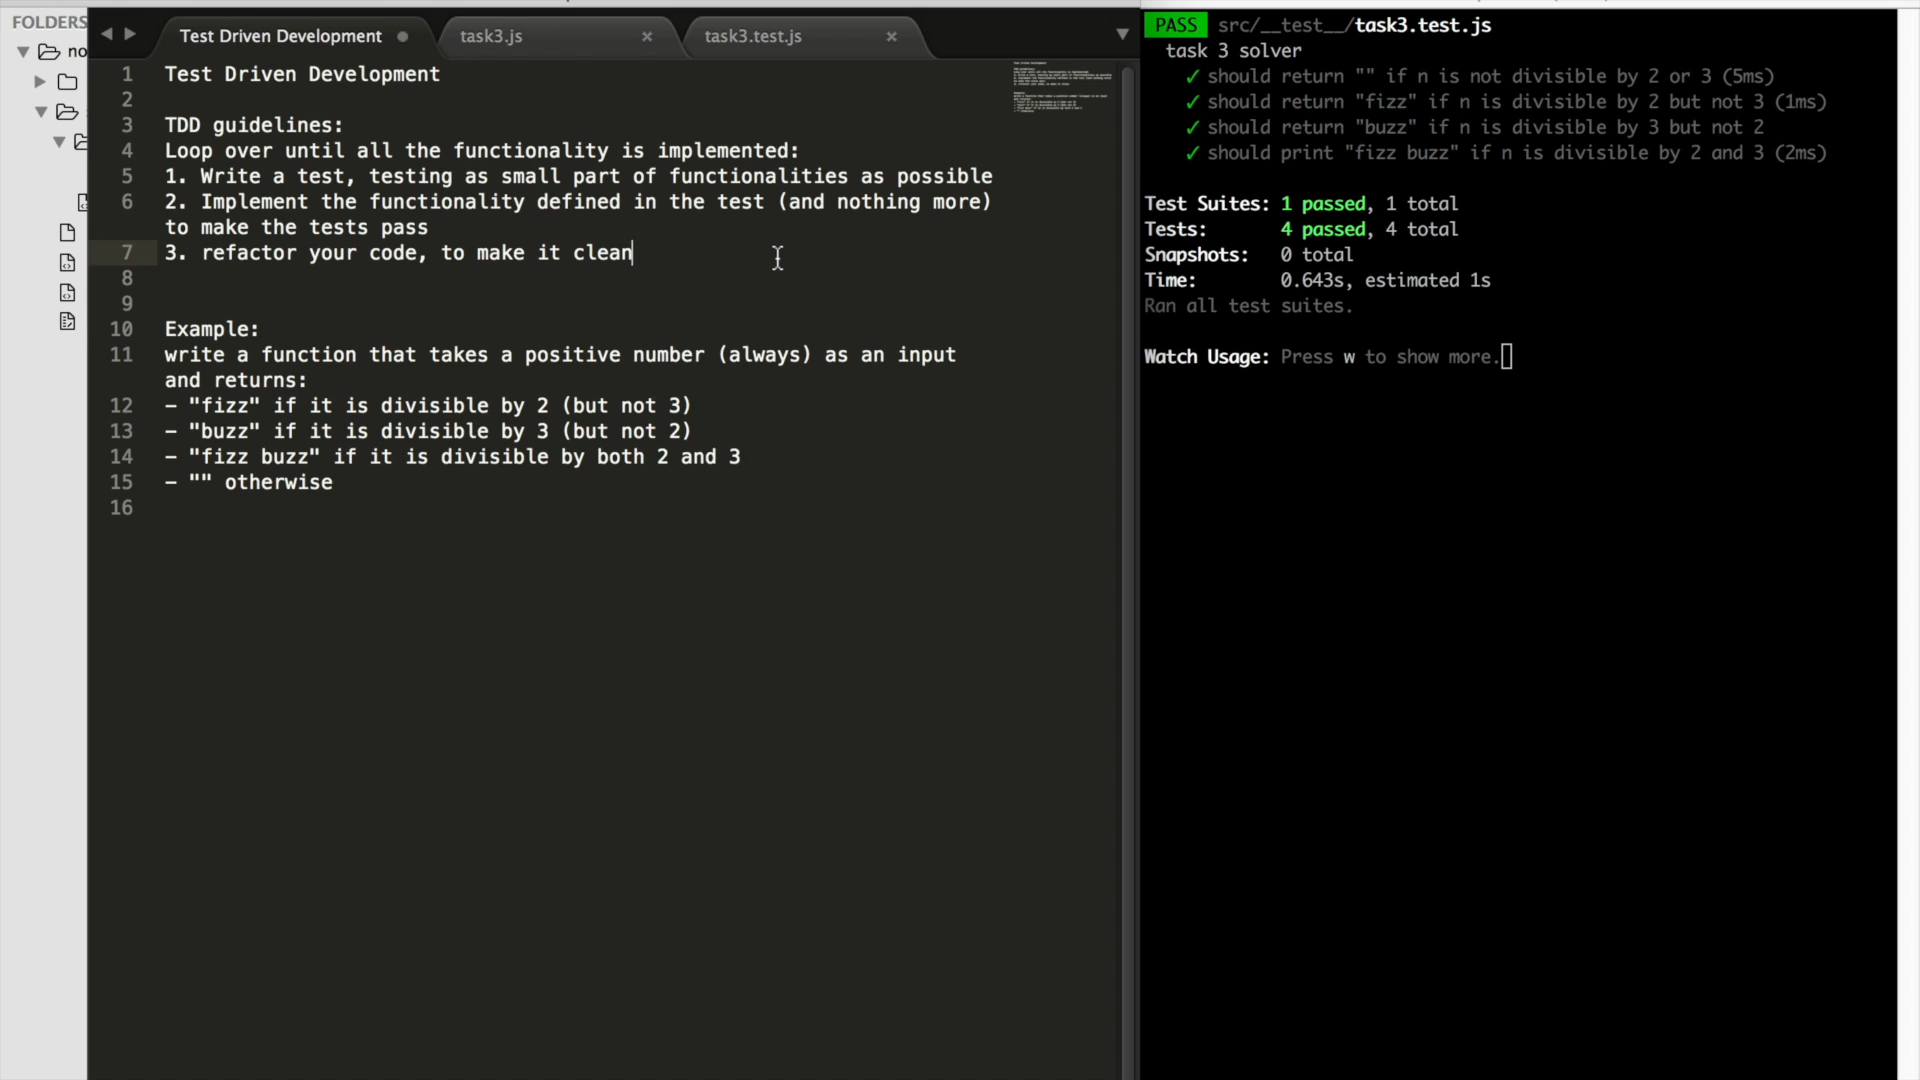 FOLDERS
no
Test Driven Development
task3.js
task3.test.js
1 Test Driven Development
2
3 TDD guidelines:
4 Loop over until all the functionality is implemented:
5 1. Write a test, testing as small part of functionalities as possible
6 2. Implement the functionality defined in the test (and nothing more)
to make the tests pass
7 3. refactor your code, to make it clean
8
9
10 Example:
11 write a function that takes a positive number (always) as an input
and returns:
12 – "fizz" if it is divisible by 2 (but not 3)
13 – "buzz" if it is divisible by 3 (but not 2)
14 – "fizz buzz" if it is divisible by both 2 and 3
15 – "" otherwise
16
PASS src/__test__/task3.test.js
task 3 solver
✓ should return "" if n is not divisible by 2 or 3 (5ms)
✓ should return "fizz" if n is divisible by 2 but not 3 (1ms)
✓ should return "buzz" if n is divisible by 3 but not 2
✓ should print "fizz buzz" if n is divisible by 2 and 3 (2ms)
Test Suites: 1 passed, 1 total
Tests: 4 passed, 4 total
Snapshots: 0 total
Time: 0.643s, estimated 1s
Ran all test suites.
Watch Usage: Press w to show more.